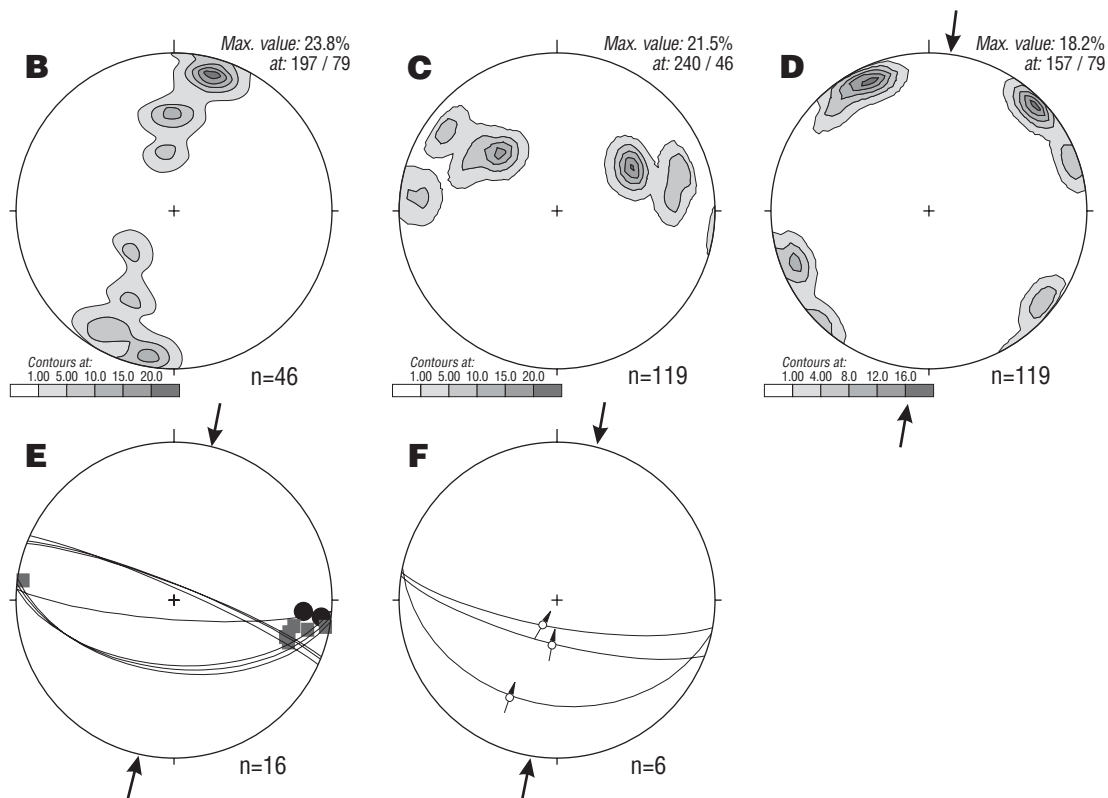 B
Max. value: 23.8%
at: 197 / 79
Contours at:
1.00 5.00 10.0 15.0 20.0
n=46
C
Max. value: 21.5%
at: 240 / 46
Contours at:
1.00 5.00 10.0 15.0 20.0
n=119
D
Max. value: 18.2%
at: 157 / 79
Contours at:
1.00 4.00 8.0 12.0 16.0
n=119
E
n=16
F
n=6